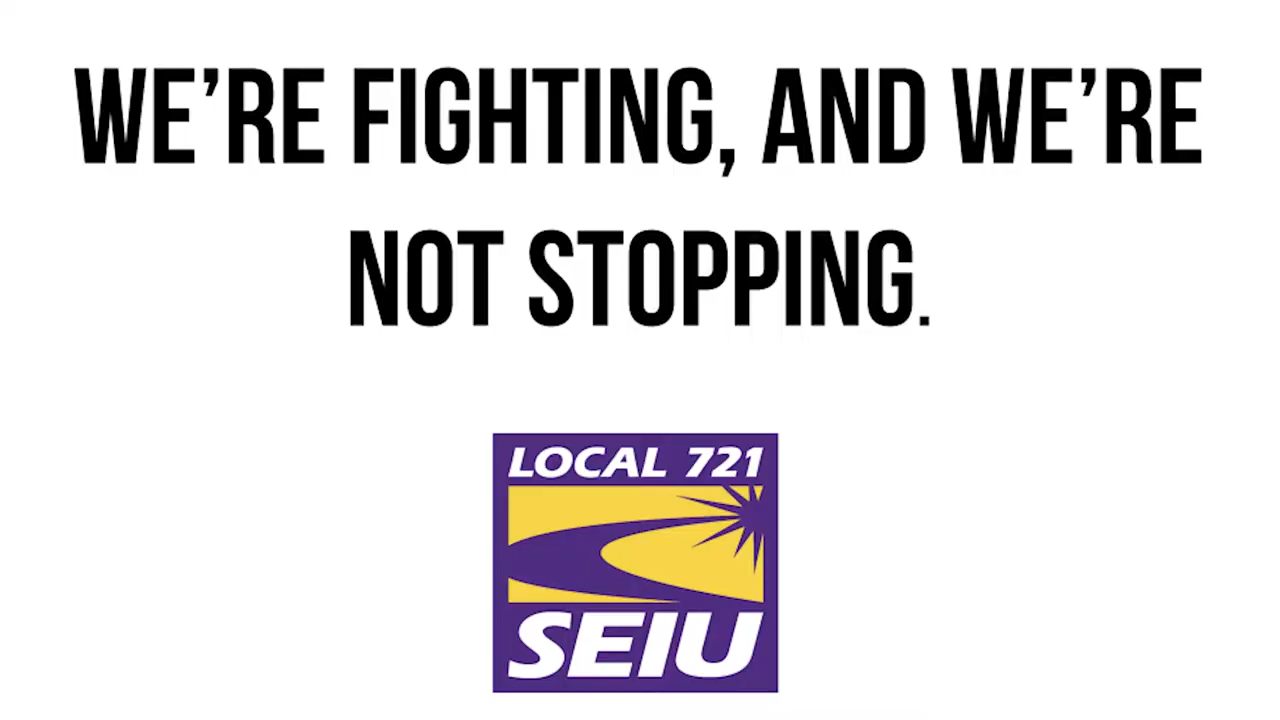 WE’RE FIGHTING, AND WE’RE
NOT STOPPING.
LOCAL 721
SEIU